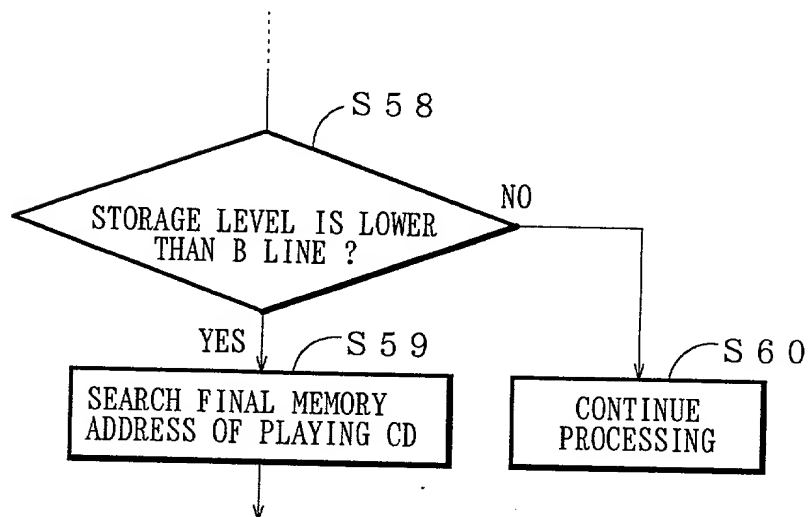 S58
STORAGE LEVEL IS LOWER
THAN B LINE ?
NO
YES
S59
SEARCH FINAL MEMORY
ADDRESS OF PLAYING CD
S60
CONTINUE
PROCESSING